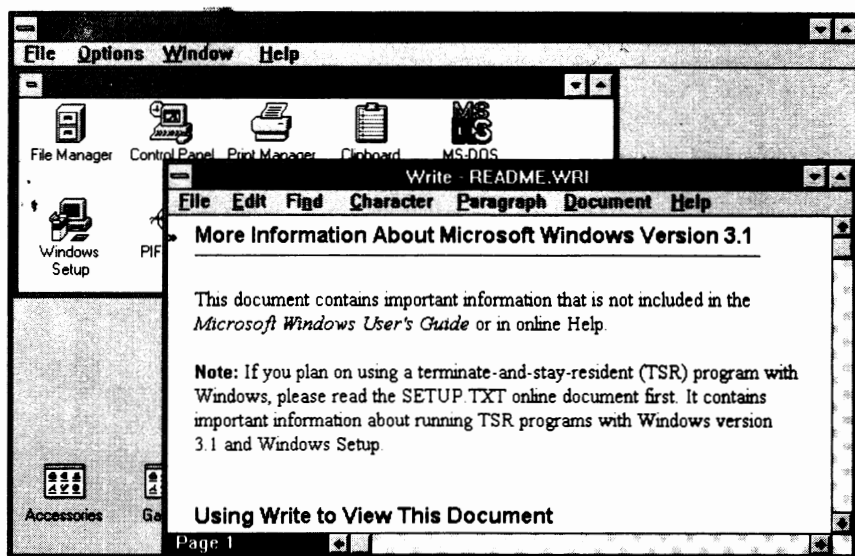 File Options Window Help
File Manager Control Panel Print Manager Clipboard MS-DOS
Windows
Setup
PIF
Write - README.WRI
File Edit Find Character Paragraph Document Help
More Information About Microsoft Windows Version 3.1
This document contains important information that is not included in the
Microsoft Windows User's Guide or in online Help.
Note: If you plan on using a terminate-and-stay-resident (TSR) program with
Windows, please read the SETUP.TXT online document first. It contains
important information about running TSR programs with Windows version
3.1 and Windows Setup.
Using Write to View This Document
Accessories Ga
Page 1